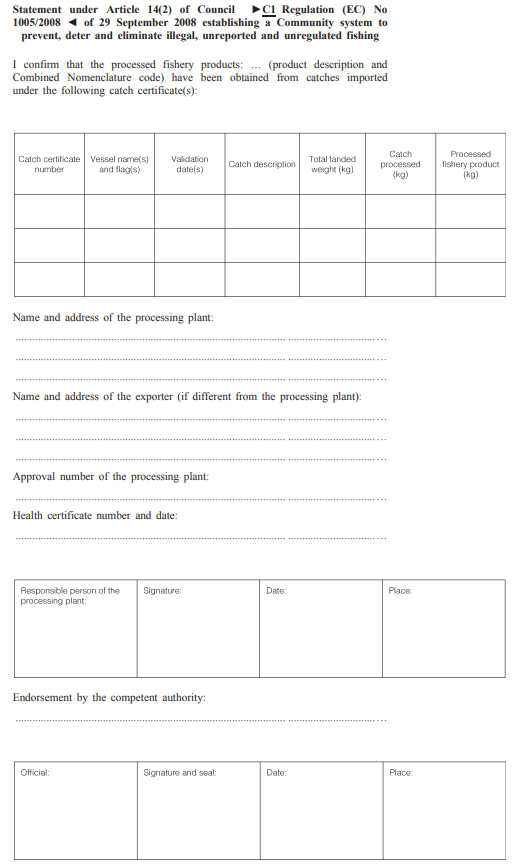 Statement under Article 14(2) of Council ►C1 Regulation (EC) No
1005/2008 ◄ of 29 September 2008 establishing a Community system to
prevent, deter and eliminate illegal, unreported and unregulated fishing
I confirm that the processed fishery products: ... (product description and
Combined Nomenclature code) have been obtained from catches imported
under the following catch certificate(s):
Catch certificate number
Vessel name(s) and flag(s)
Validation date(s)
Catch description
Total landed weight (kg)
Catch processed (kg)
Processed fishery product (kg)
Name and address of the processing plant:
Name and address of the exporter (if different from the processing plant):
Approval number of the processing plant:
Health certificate number and date:
Responsible person of the processing plant:
Signature:
Date:
Place:
Endorsement by the competent authority:
Official:
Signature and seal:
Date:
Place: